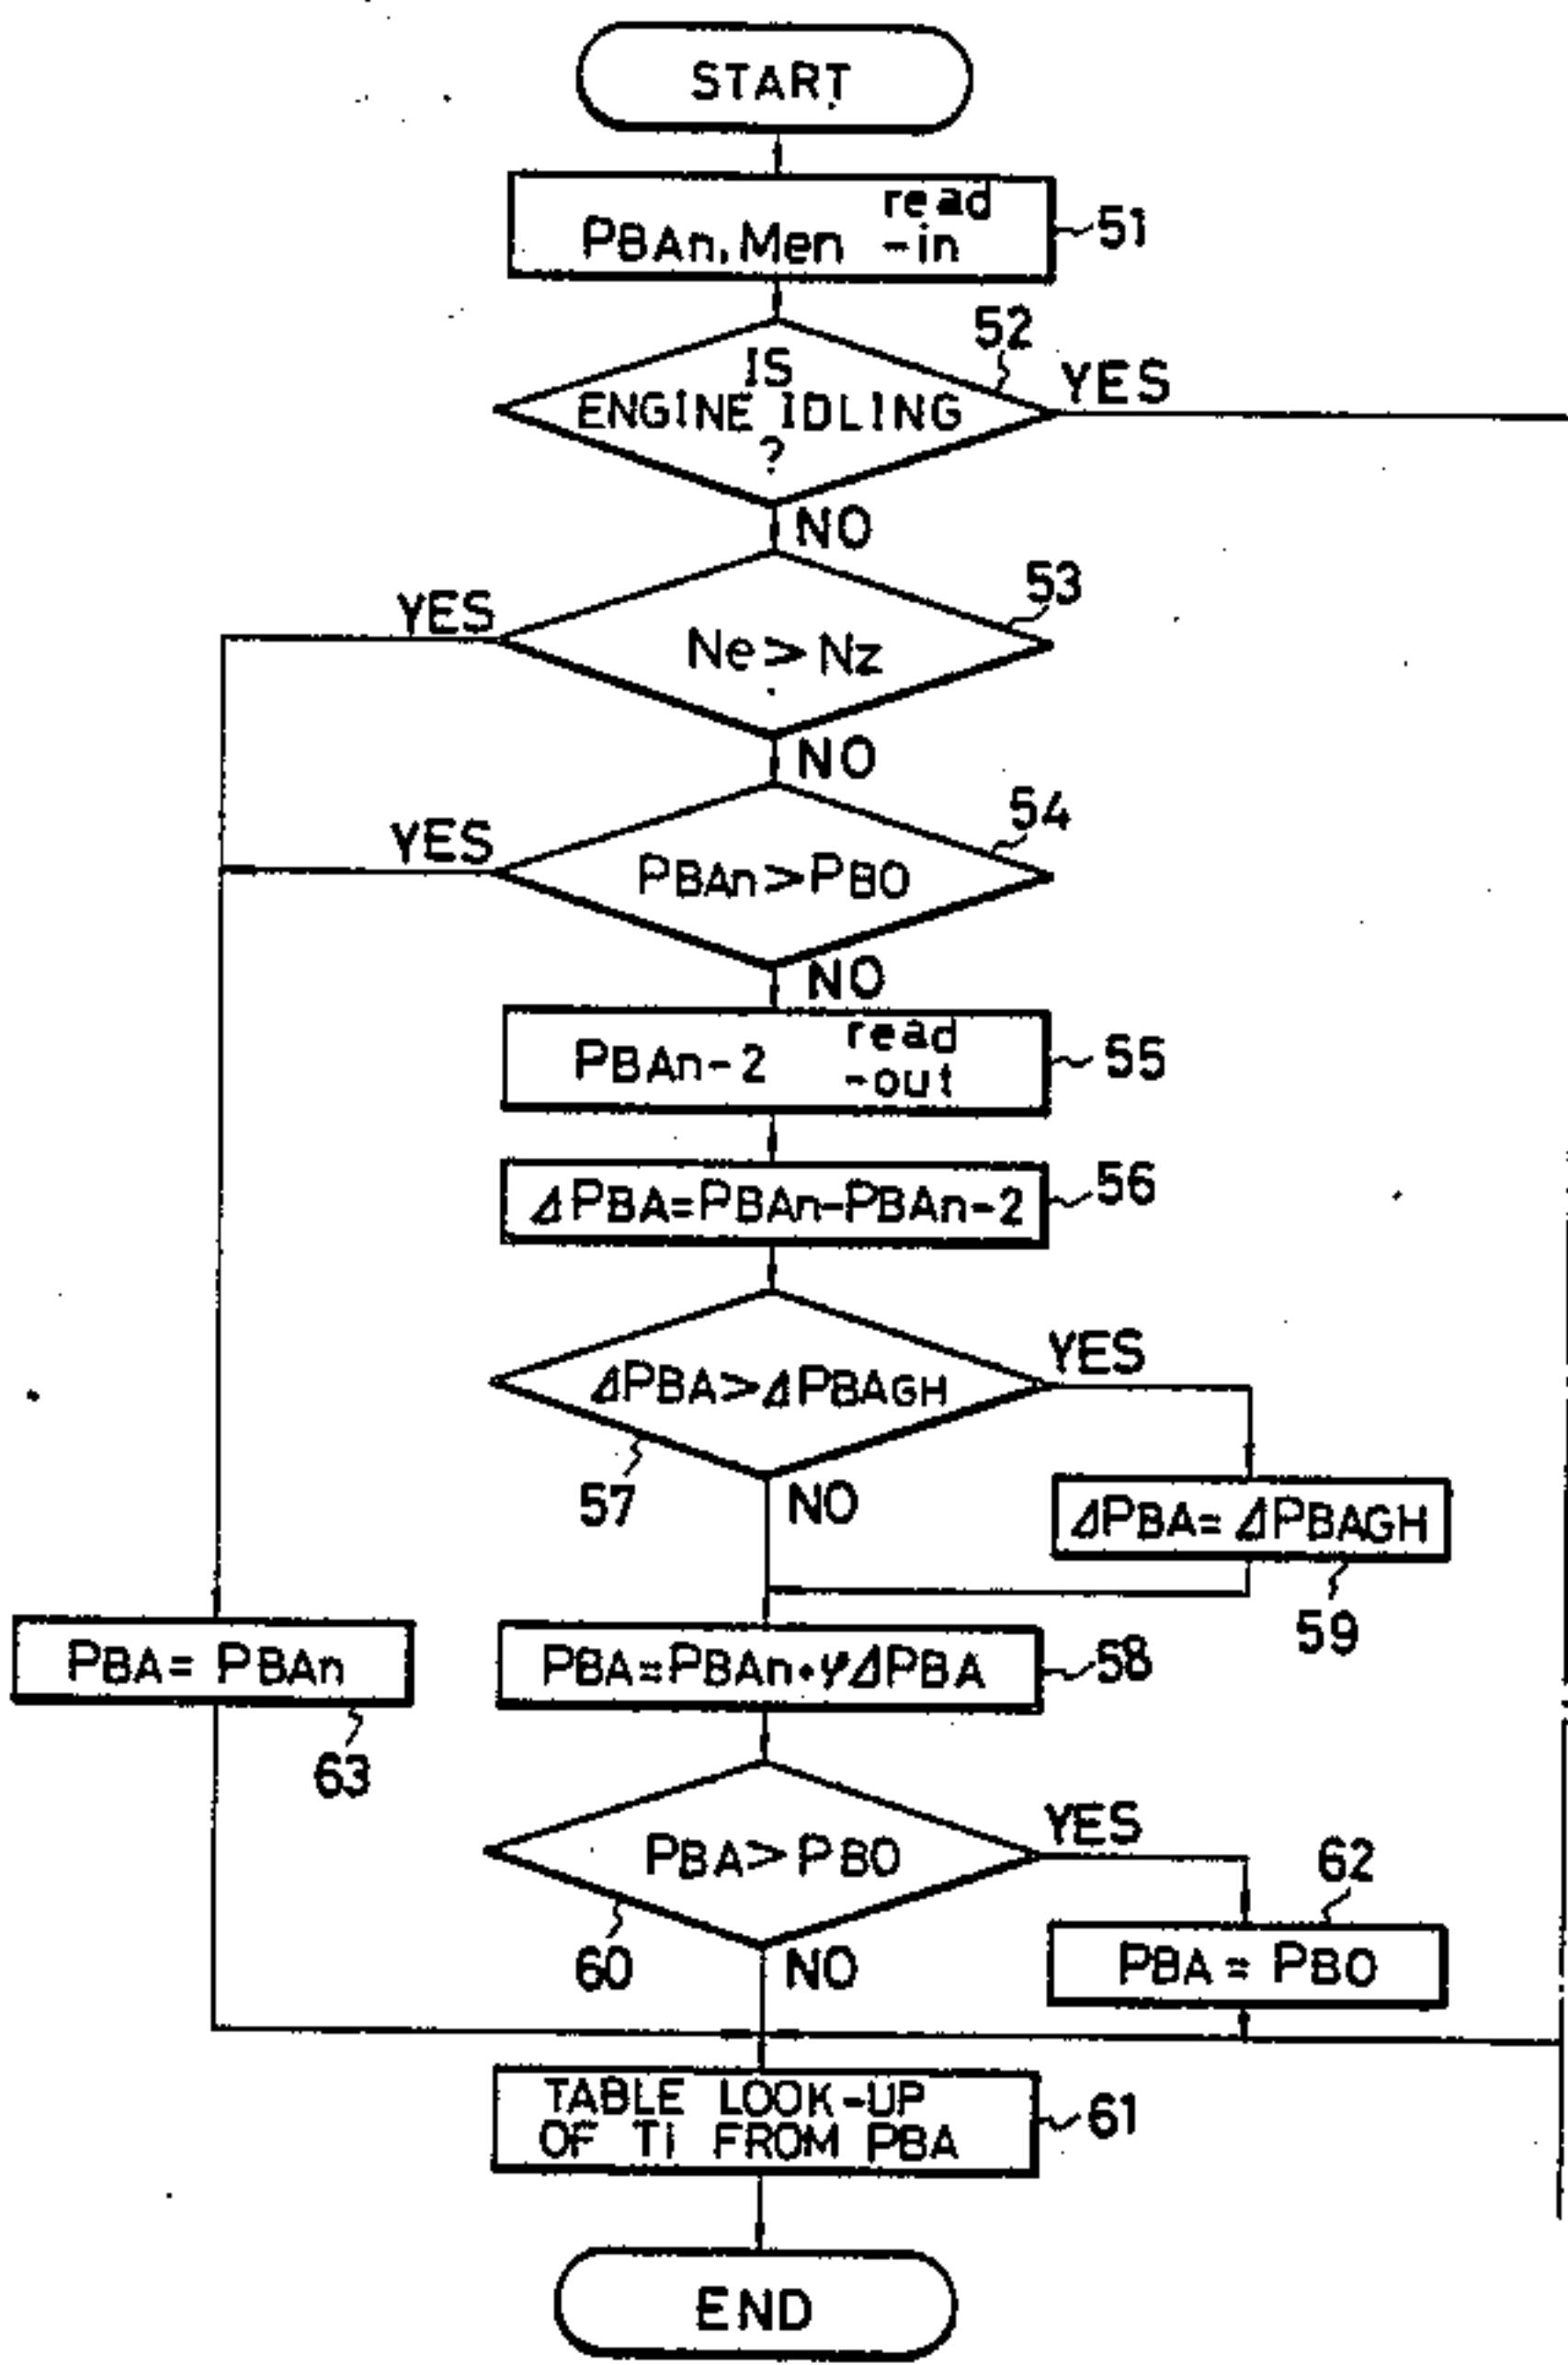 START
read
PBAn, Men -in
51
52
IS
ENGINE IDLING
?
YES
NO
53
YES
Ne > Nz
NO
54
YES
PBAn > PBO
NO
read
PBAn-2 -out
55
ΔPBA = PBAn - PBAn-2
56
YES
ΔPBA > ΔPBAGH
57
NO
ΔPBA = ΔPBAGH
59
PBA = PBAn
63
PBA = PBAn • φΔPBA
58
YES
PBA > PBO
60
NO
62
PBA = PBO
TABLE LOOK-UP
OF Ti FROM PBA
61
END